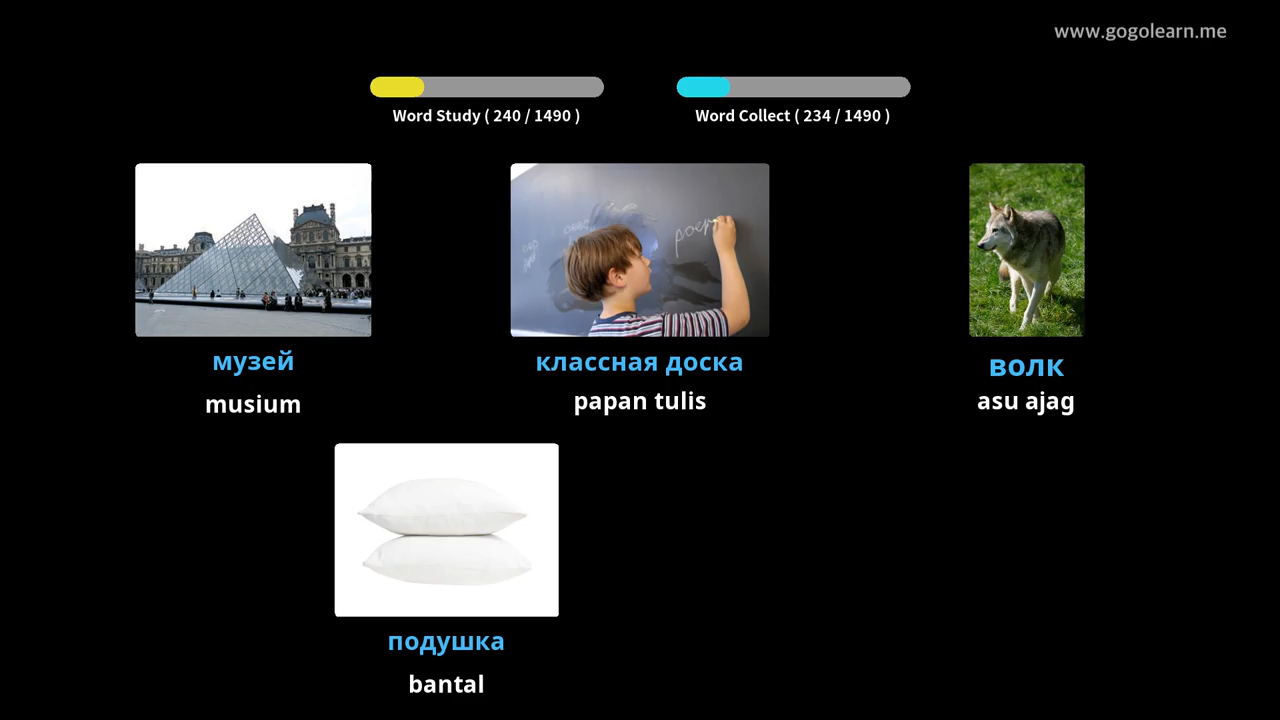 www.gogolearn.me
Word Study ( 240 / 1490 )
Word Collect ( 234 / 1490 )
музей
классная доска
волк
musium
papan tulis
asu ajag
подушка
bantal